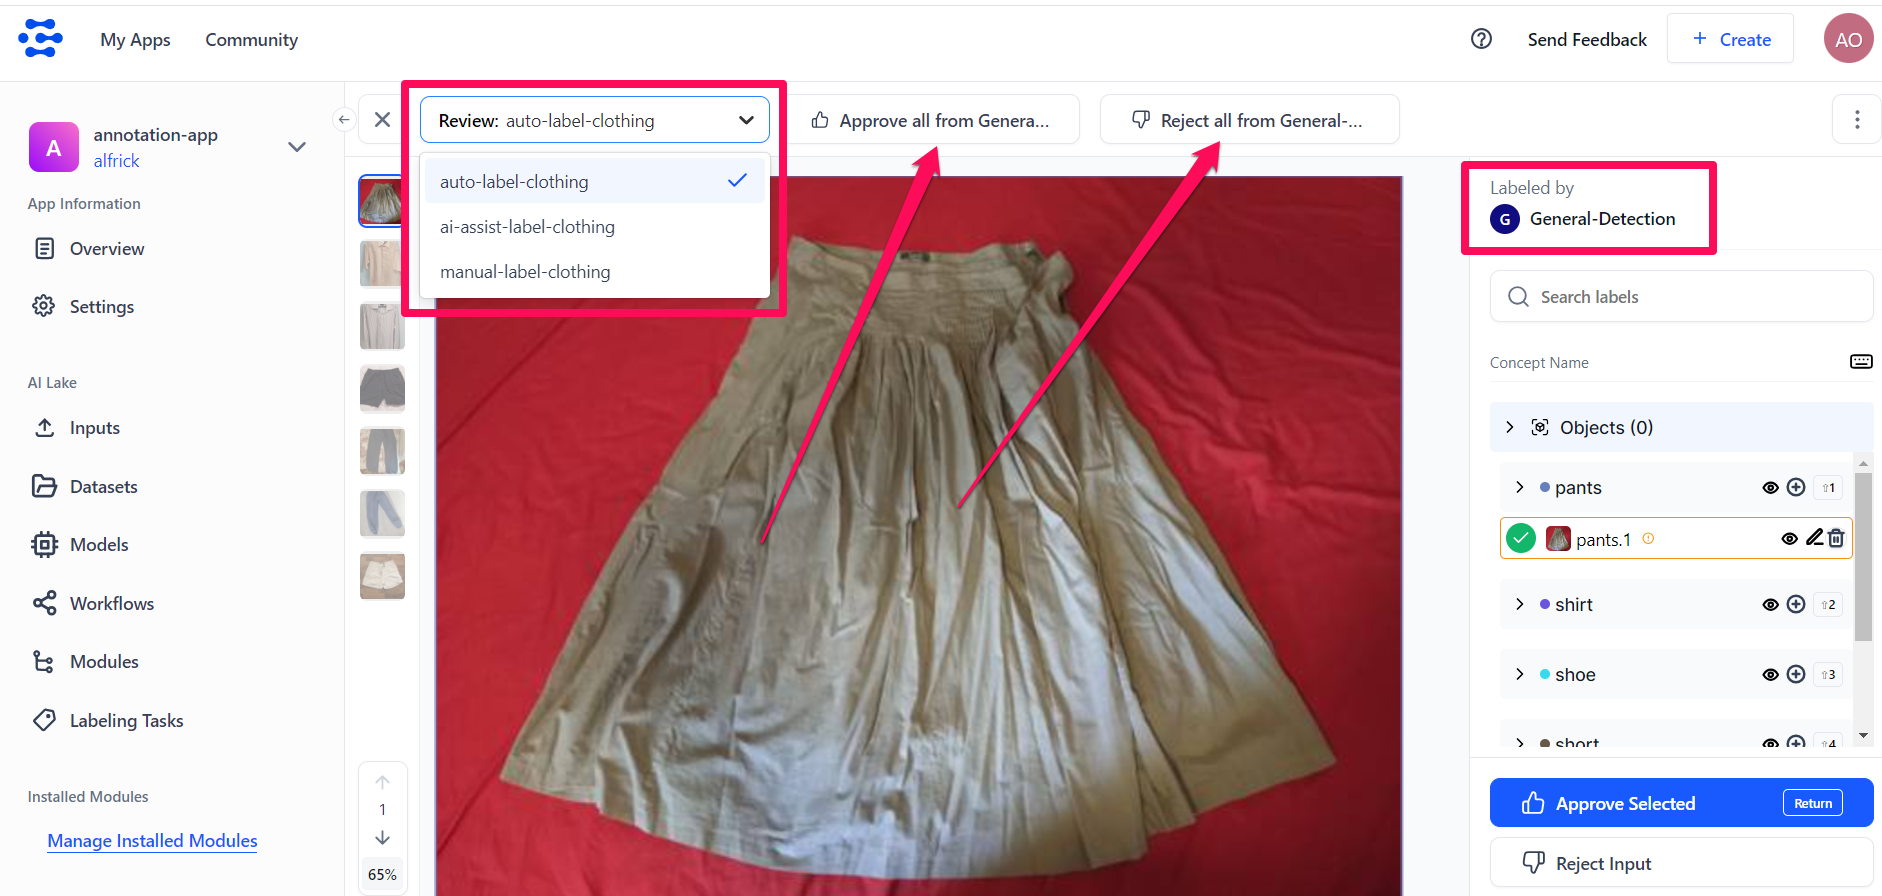 My Apps
Community
Send Feedback
+ Create
AO
A
annotation-app
alfrick
App Information
Overview
Settings
AI Lake
Inputs
Datasets
Models
Workflows
Modules
Labeling Tasks
Installed Modules
Manage Installed Modules
Review: auto-label-clothing
auto-label-clothing
ai-assist-label-clothing
manual-label-clothing
Approve all from Genera...
Reject all from General-...
1
65%
Labeled by
G General-Detection
Search labels
Concept Name
Objects (0)
pants ⇧1
pants.1
shirt ⇧2
shoe ⇧3
short ⇧4
Approve Selected Return
Reject Input